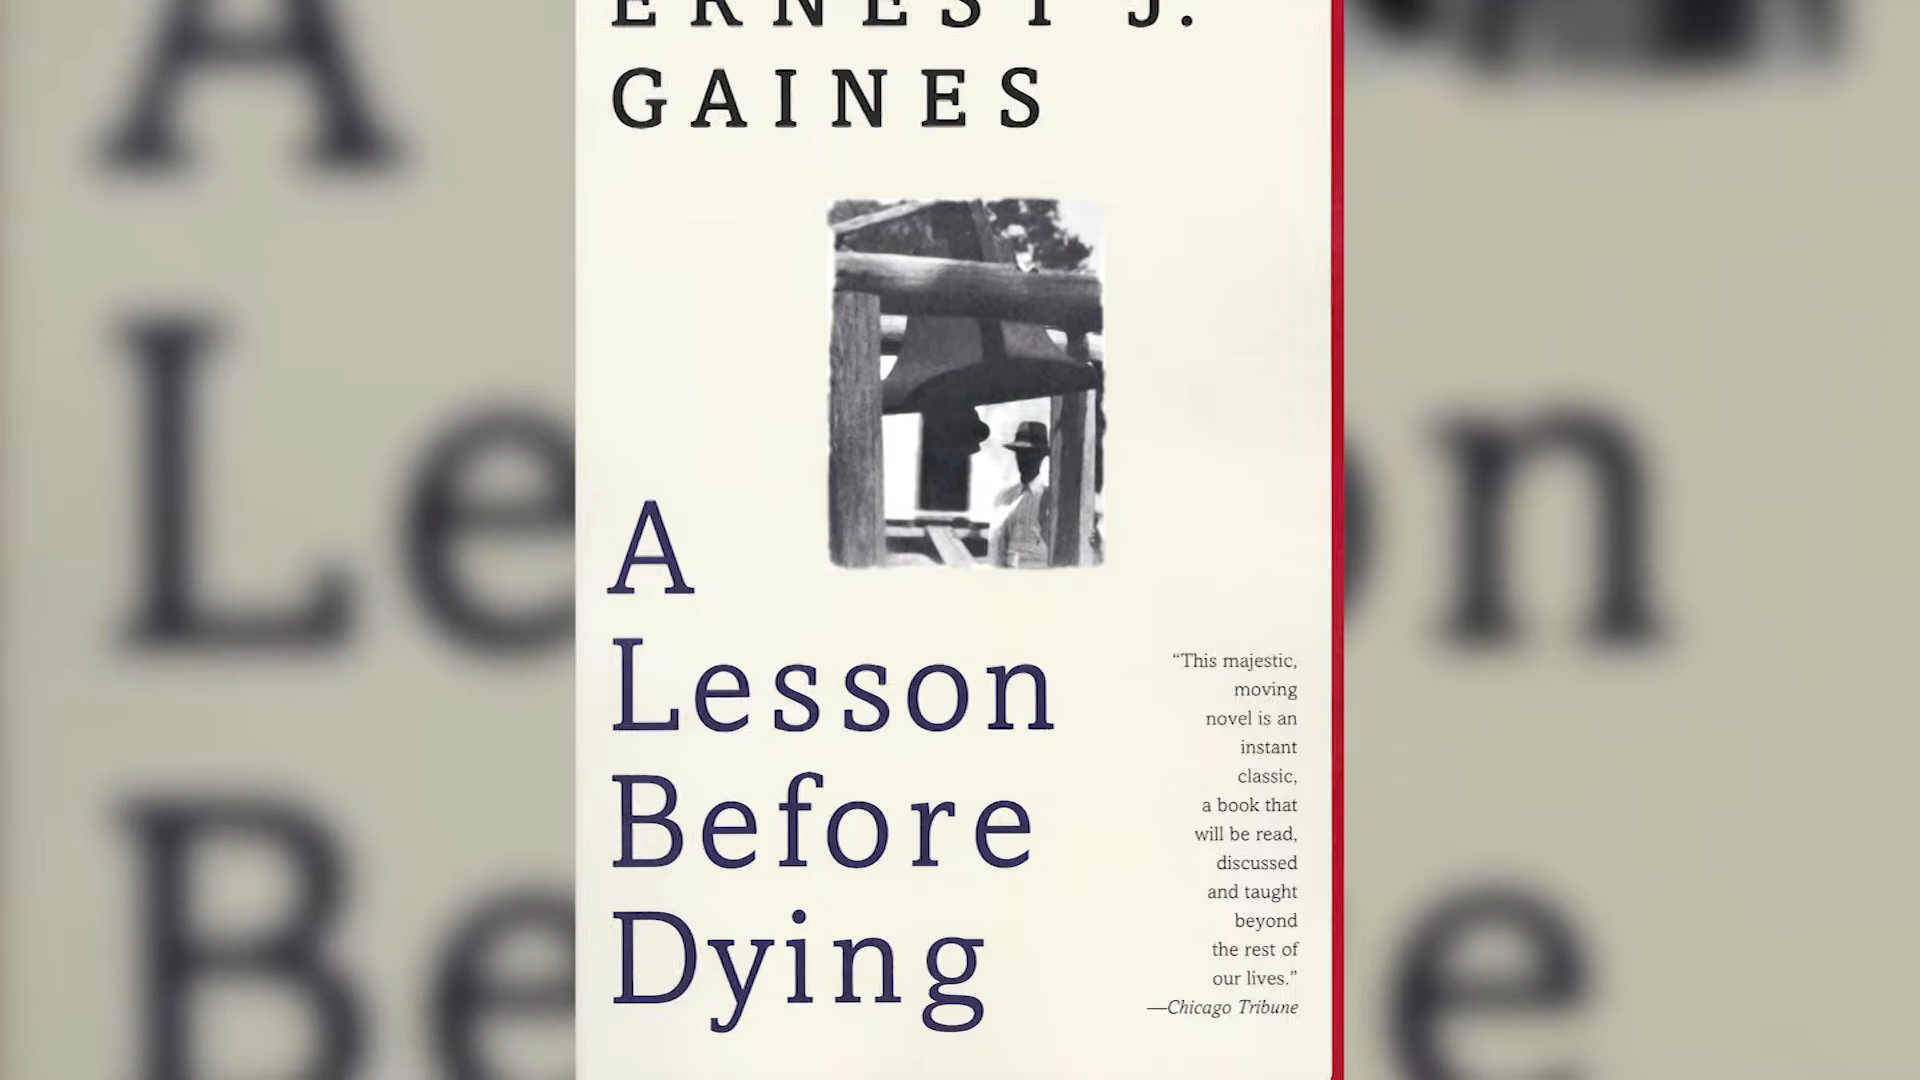 ERNEST J.
GAINES
A
Lesson
Before
Dying
“This majestic,
moving
novel is an
instant
classic,
a book that
will be read,
discussed
and taught
beyond
the rest of
our lives.”
—Chicago Tribune